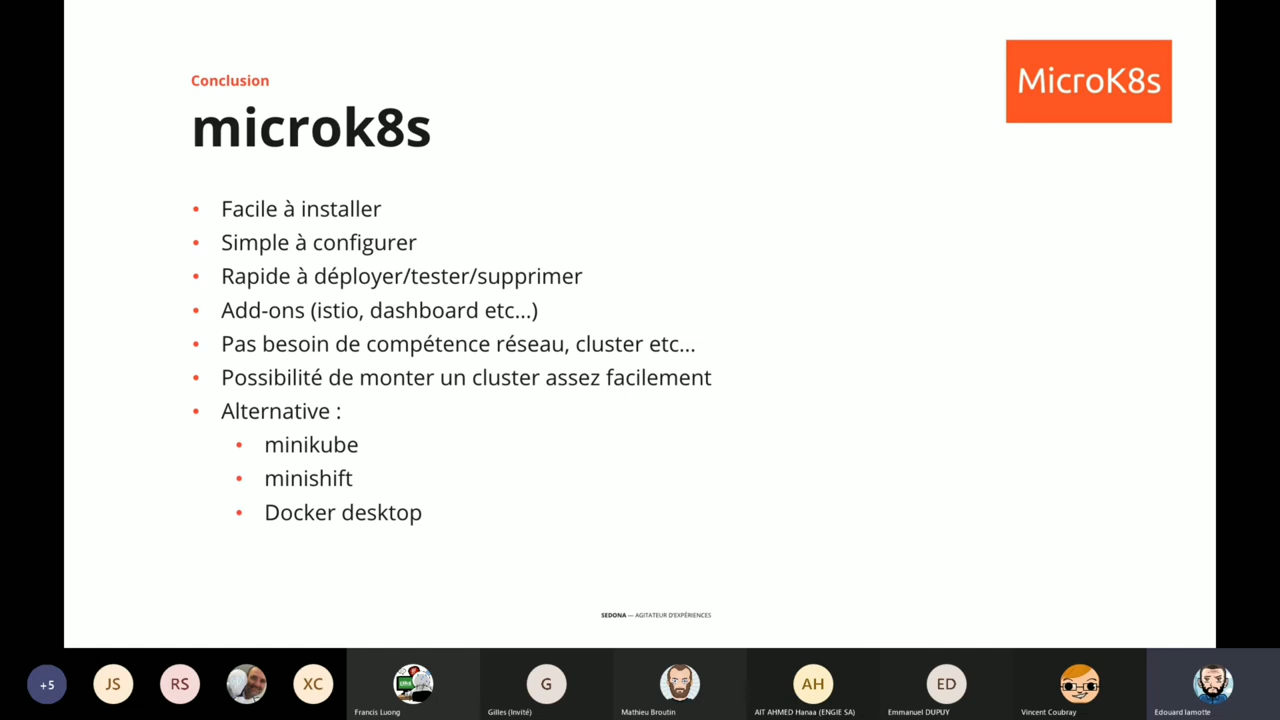 Conclusion
MicroK8s
microk8s
• Facile à installer
• Simple à configurer
• Rapide à déployer/tester/supprimer
• Add-ons (istio, dashboard etc...)
• Pas besoin de compétence réseau, cluster etc...
• Possibilité de monter un cluster assez facilement
• Alternative :
• minikube
• minishift
• Docker desktop
SEDONA — AGITATEUR D'EXPÉRIENCES
+5
JS
RS
XC
Francis Luong
G
Gilles (Invité)
Mathieu Broutin
AH
AIT AHMED Hanaa (ENGIE SA)
ED
Emmanuel DUPUY
Vincent Coubray
Edouard lamotte